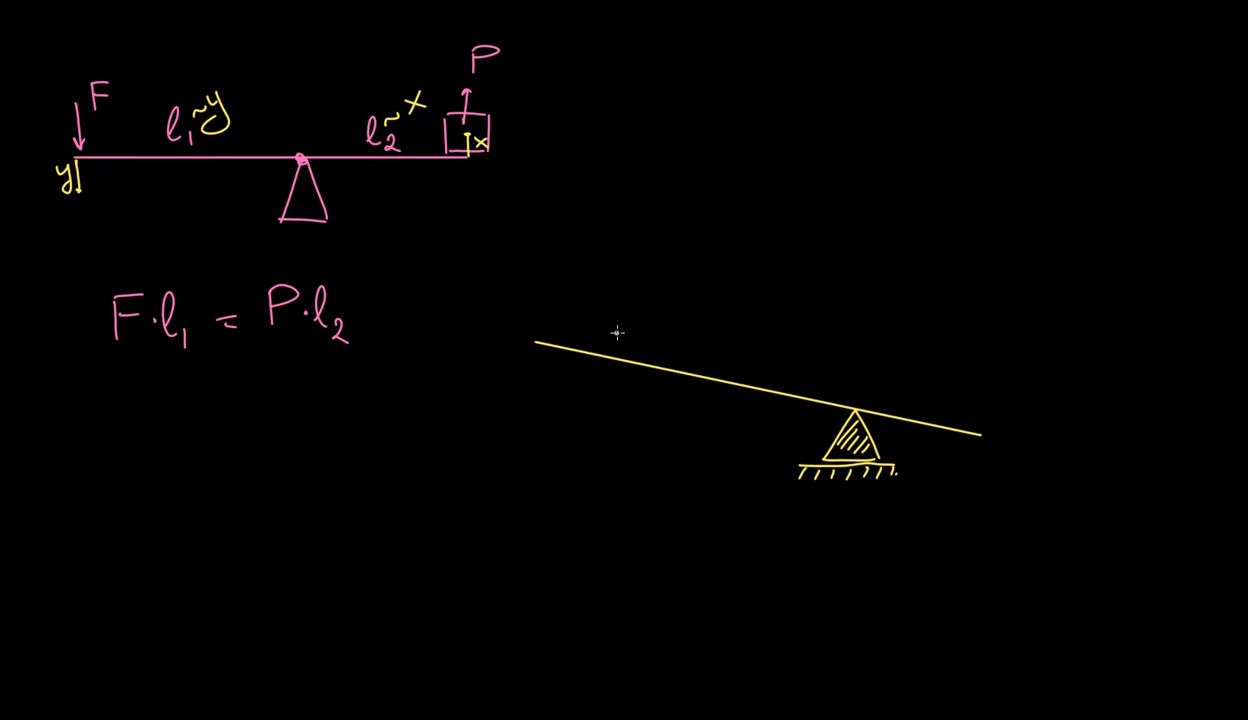 P
F
l₁ ~ y
l₂ ~ x
x
y
F · l₁ = P · l₂